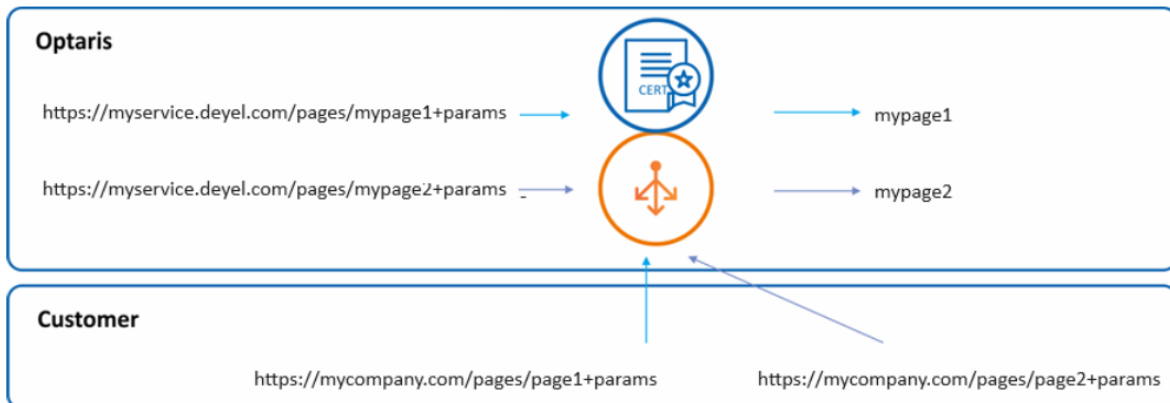 Optaris
CERT
https://myservice.deyel.com/pages/mypage1+params
mypage1
https://myservice.deyel.com/pages/mypage2+params
mypage2
Customer
https://mycompany.com/pages/page1+params
https://mycompany.com/pages/page2+params